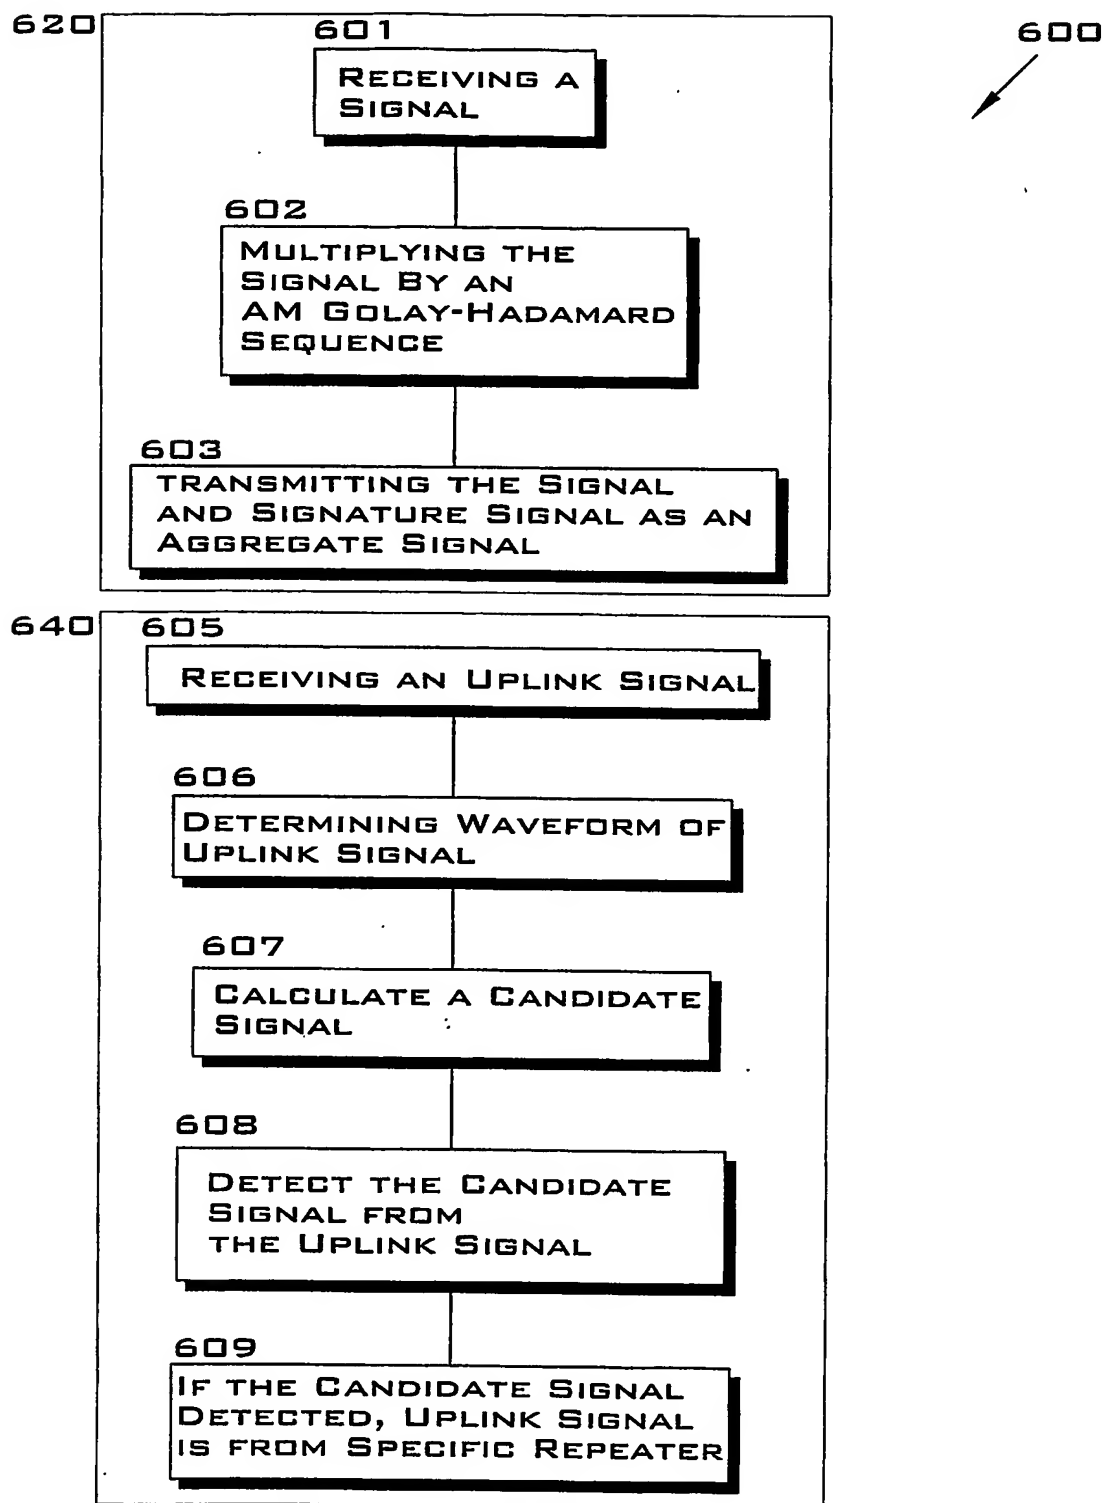 620
600
601
RECEIVING A
SIGNAL
602
MULTIPLYING THE
SIGNAL BY AN
AM GOLAY-HADAMARD
SEQUENCE
603
TRANSMITTING THE SIGNAL
AND SIGNATURE SIGNAL AS AN
AGGREGATE SIGNAL
640
605
RECEIVING AN UPLINK SIGNAL
606
DETERMINING WAVEFORM OF
UPLINK SIGNAL
607
CALCULATE A CANDIDATE
SIGNAL
608
DETECT THE CANDIDATE
SIGNAL FROM
THE UPLINK SIGNAL
609
IF THE CANDIDATE SIGNAL
DETECTED, UPLINK SIGNAL
IS FROM SPECIFIC REPEATER